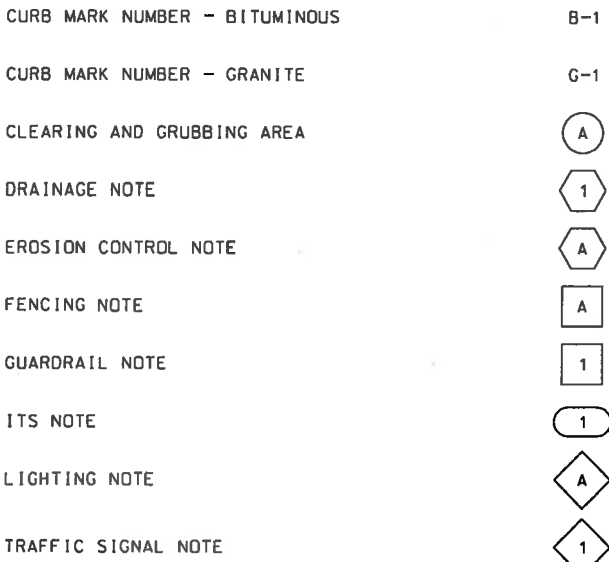 CURB MARK NUMBER - BITUMINOUS B-1
CURB MARK NUMBER - GRANITE G-1
CLEARING AND GRUBBING AREA A
DRAINAGE NOTE 1
EROSION CONTROL NOTE A
FENCING NOTE A
GUARDRAIL NOTE 1
ITS NOTE 1
LIGHTING NOTE A
TRAFFIC SIGNAL NOTE 1